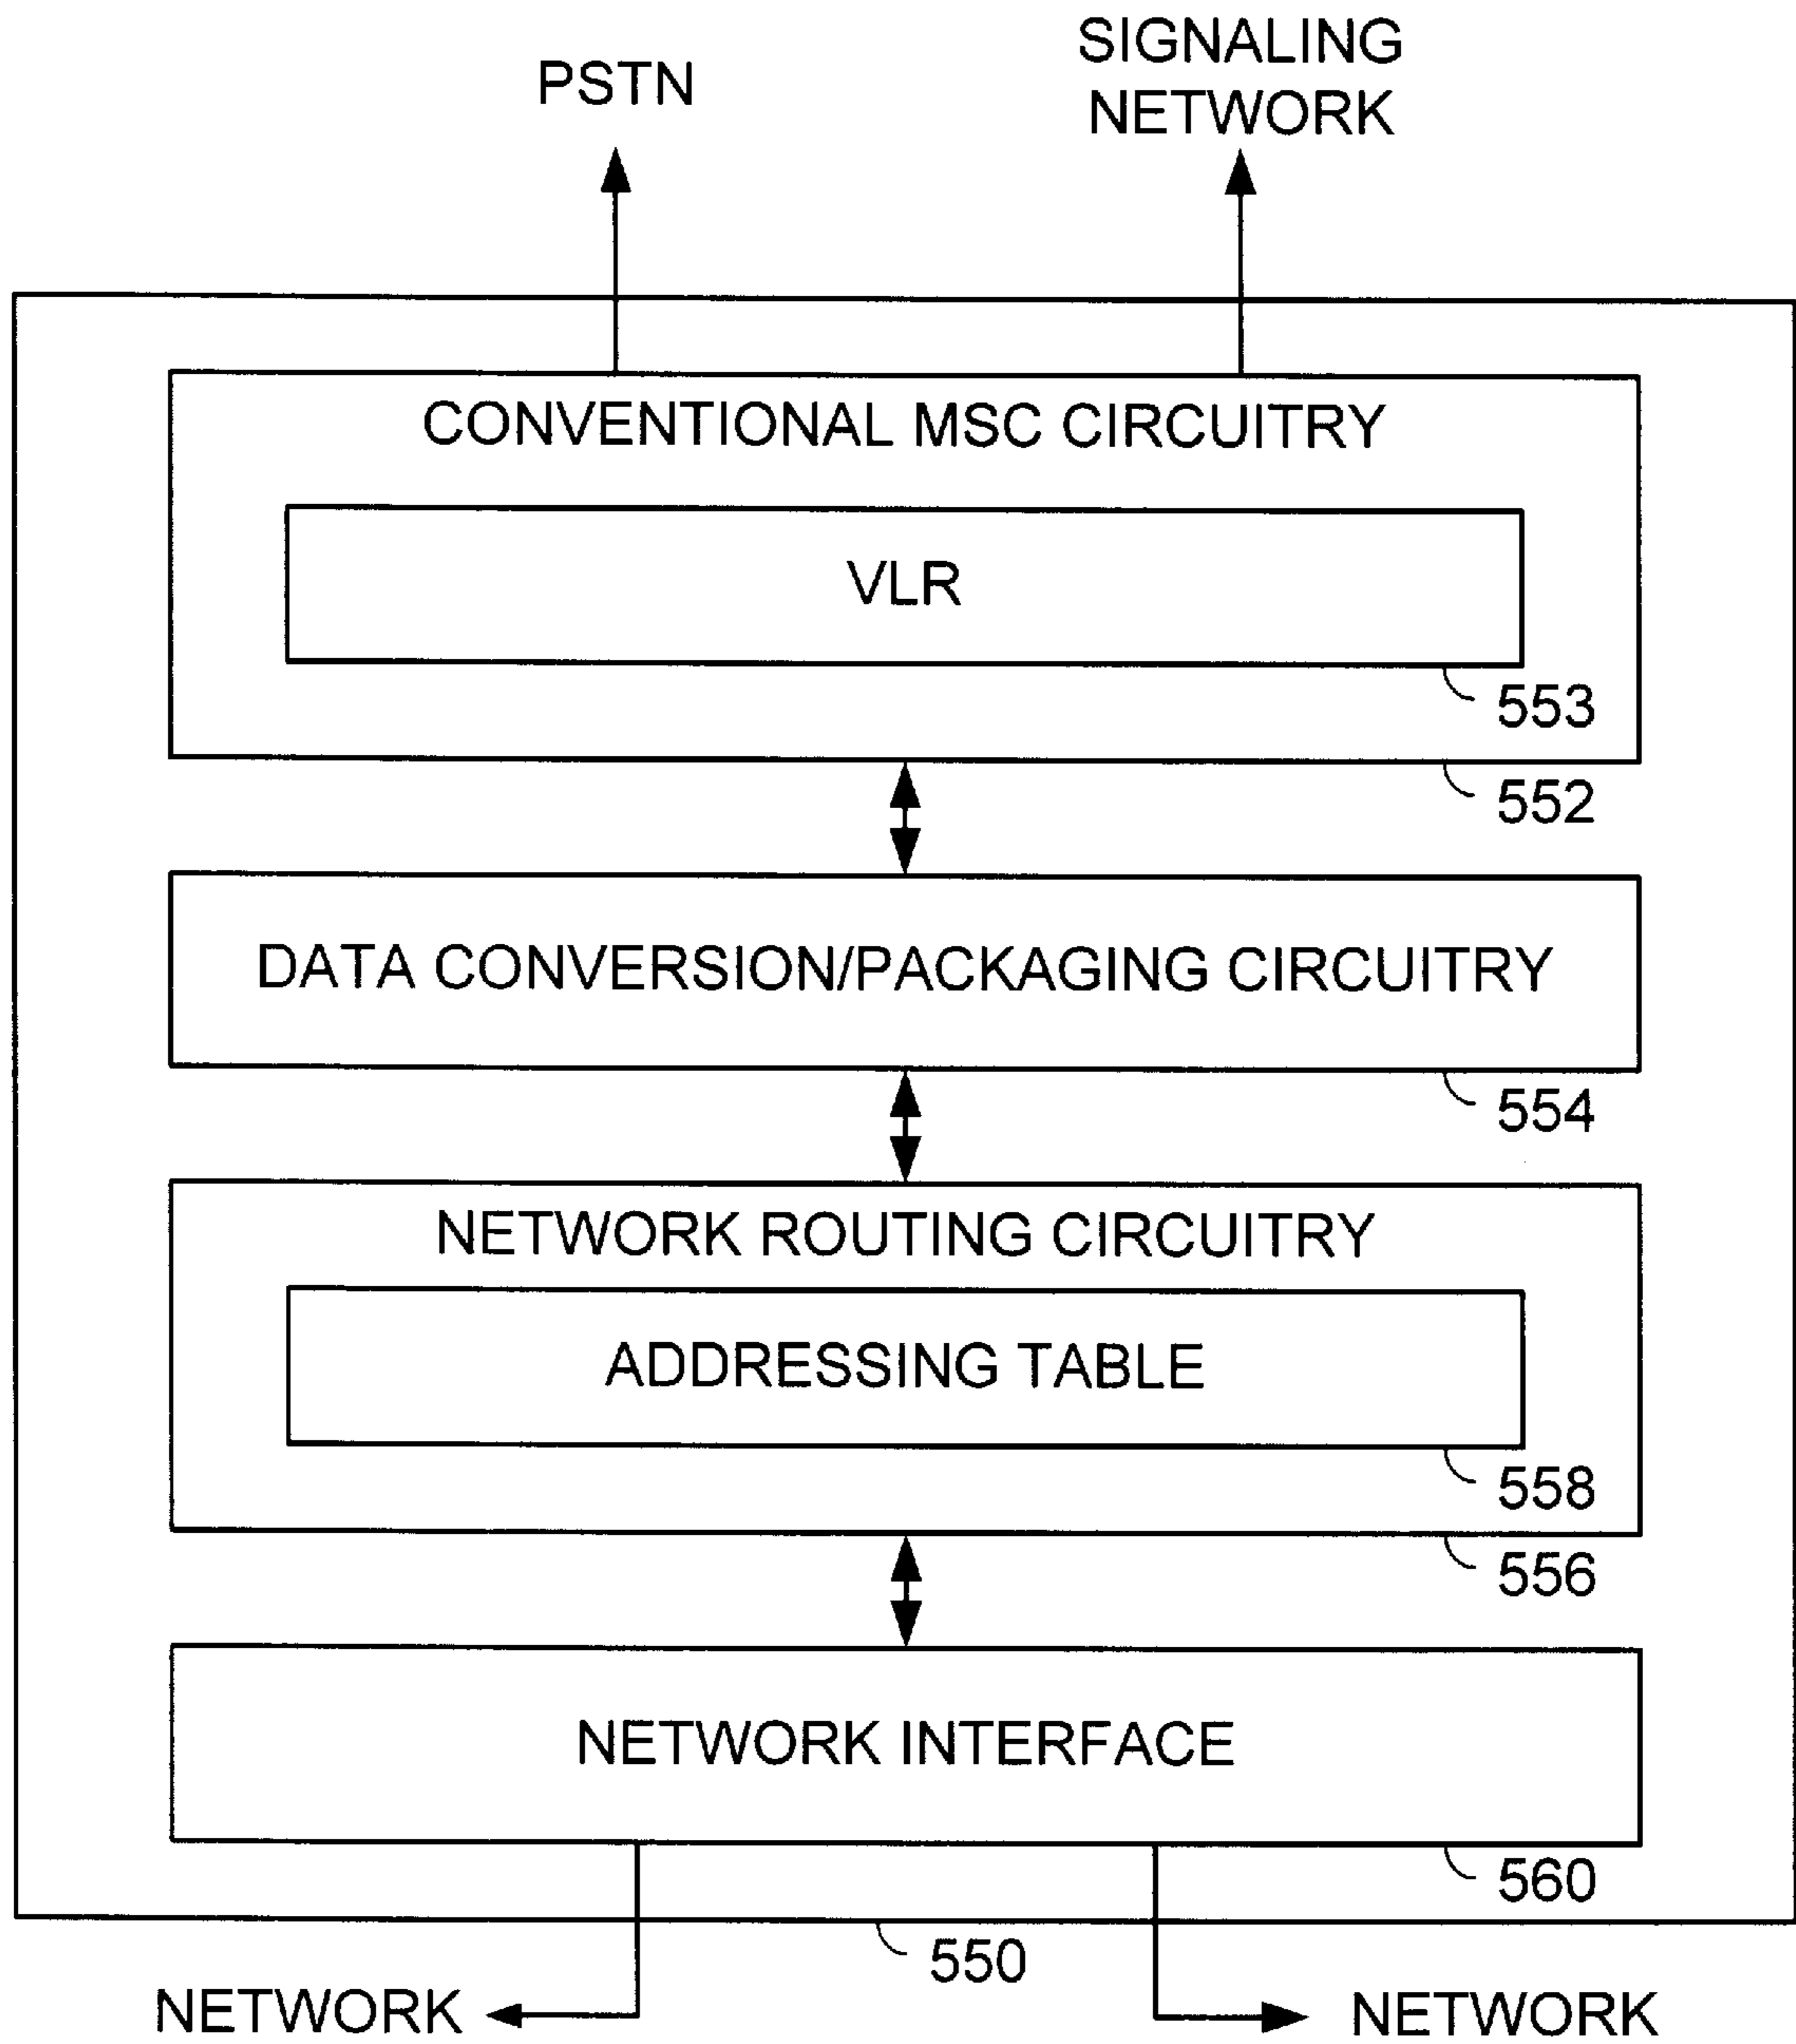 PSTN
SIGNALING
NETWORK
CONVENTIONAL MSC CIRCUITRY
VLR
553
552
DATA CONVERSION/PACKAGING CIRCUITRY
554
NETWORK ROUTING CIRCUITRY
ADDRESSING TABLE
558
556
NETWORK INTERFACE
560
550
NETWORK
NETWORK